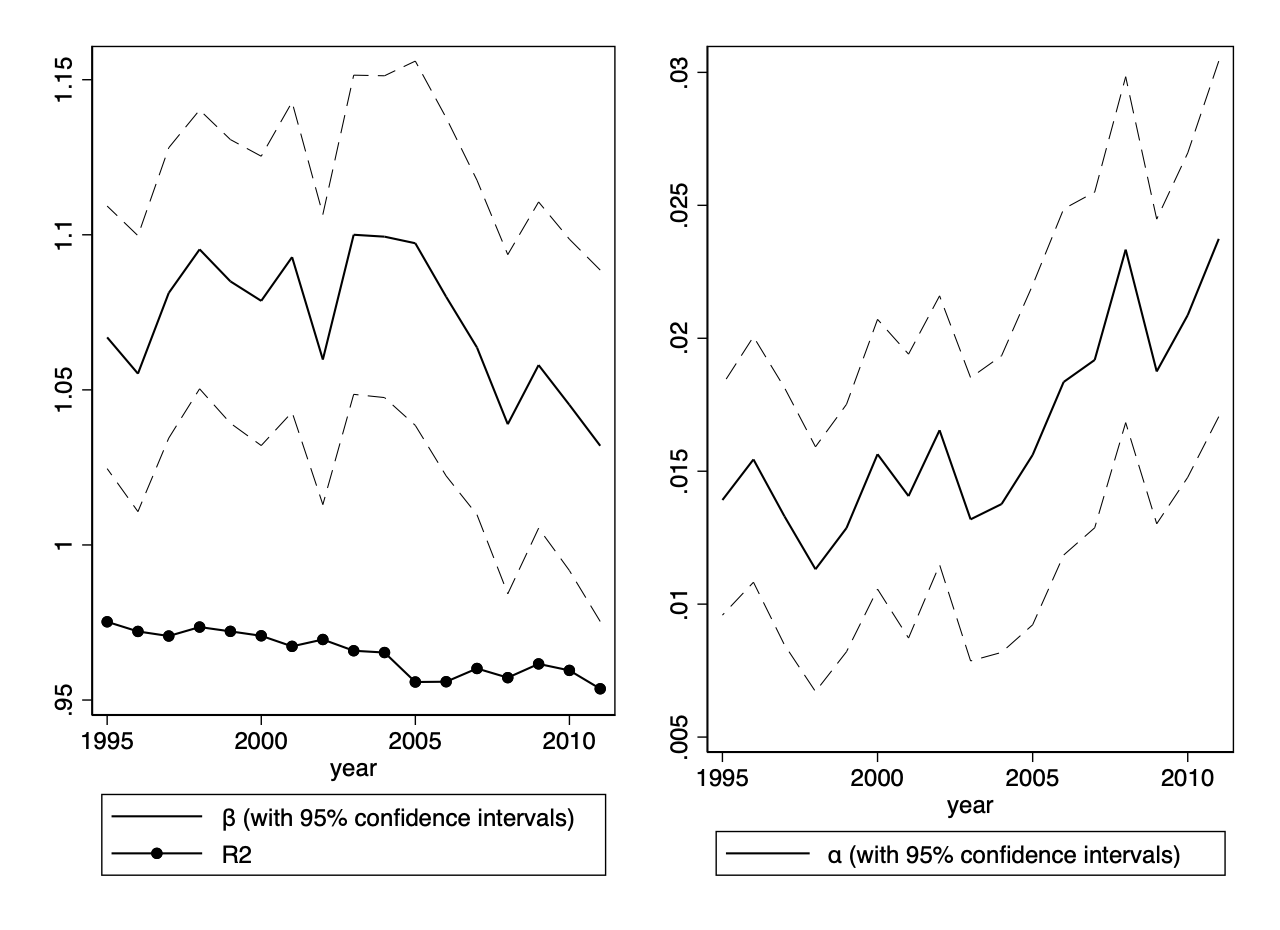 1.15
1.1
1.05
1
.95
1995 2000 2005 2010
year
β (with 95% confidence intervals)
R2
.03
.025
.02
.015
.01
.005
1995 2000 2005 2010
year
α (with 95% confidence intervals)